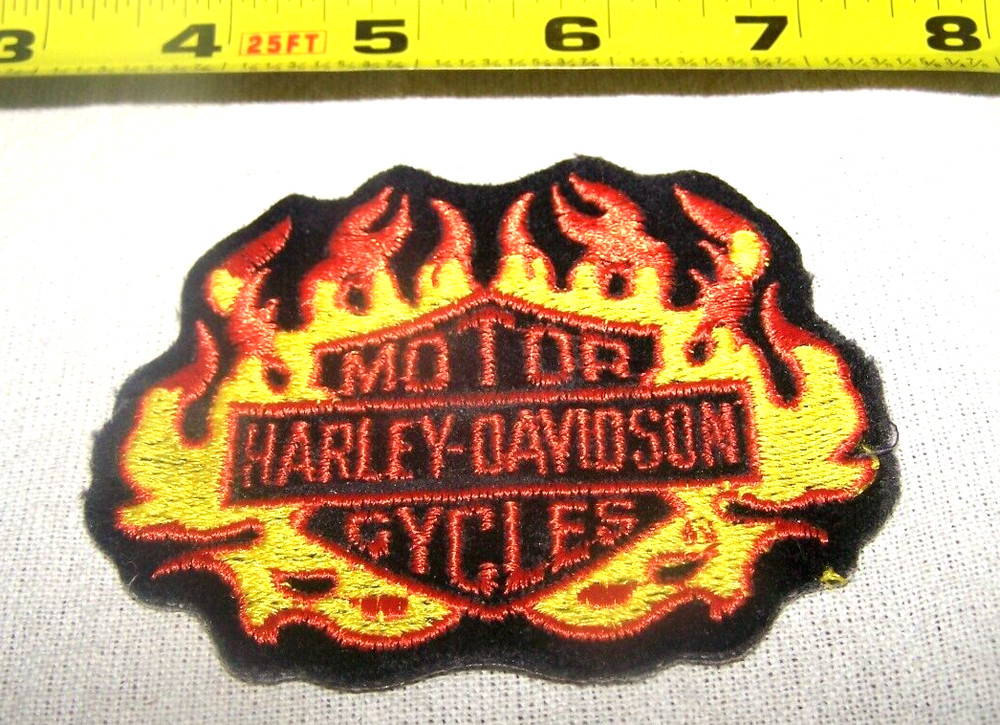 3 4 25FT 5 6 7 8
MOTOR
HARLEY-DAVIDSON
CYCLES